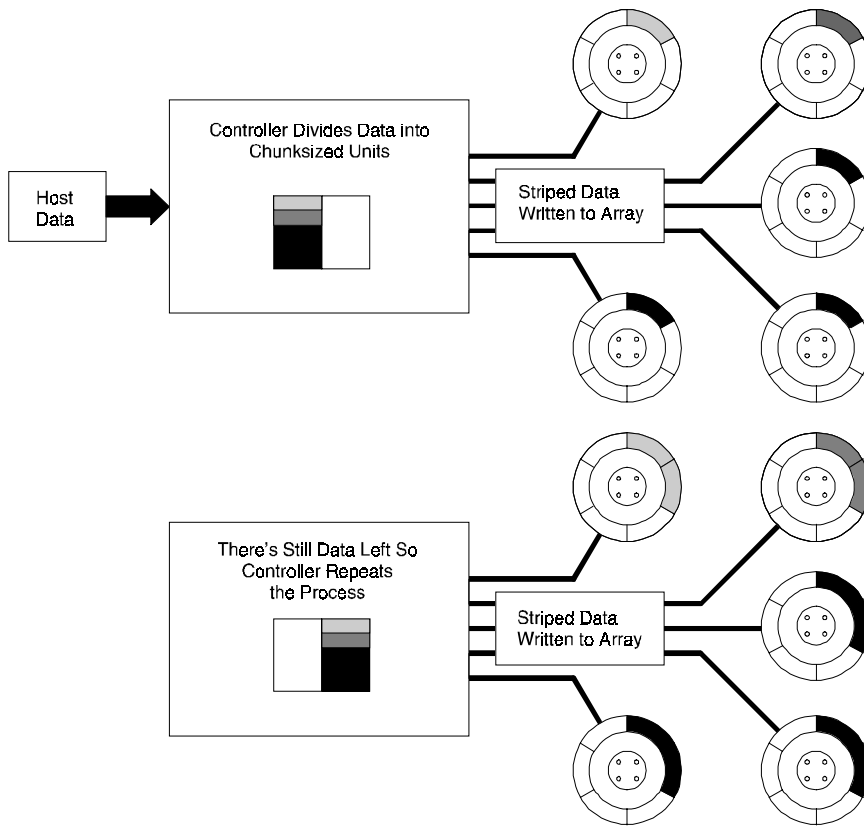 Controller Divides Data into
Chunksized Units
Host
Data
Striped Data
Written to Array
There's Still Data Left So
Controller Repeats
the Process
Striped Data
Written to Array